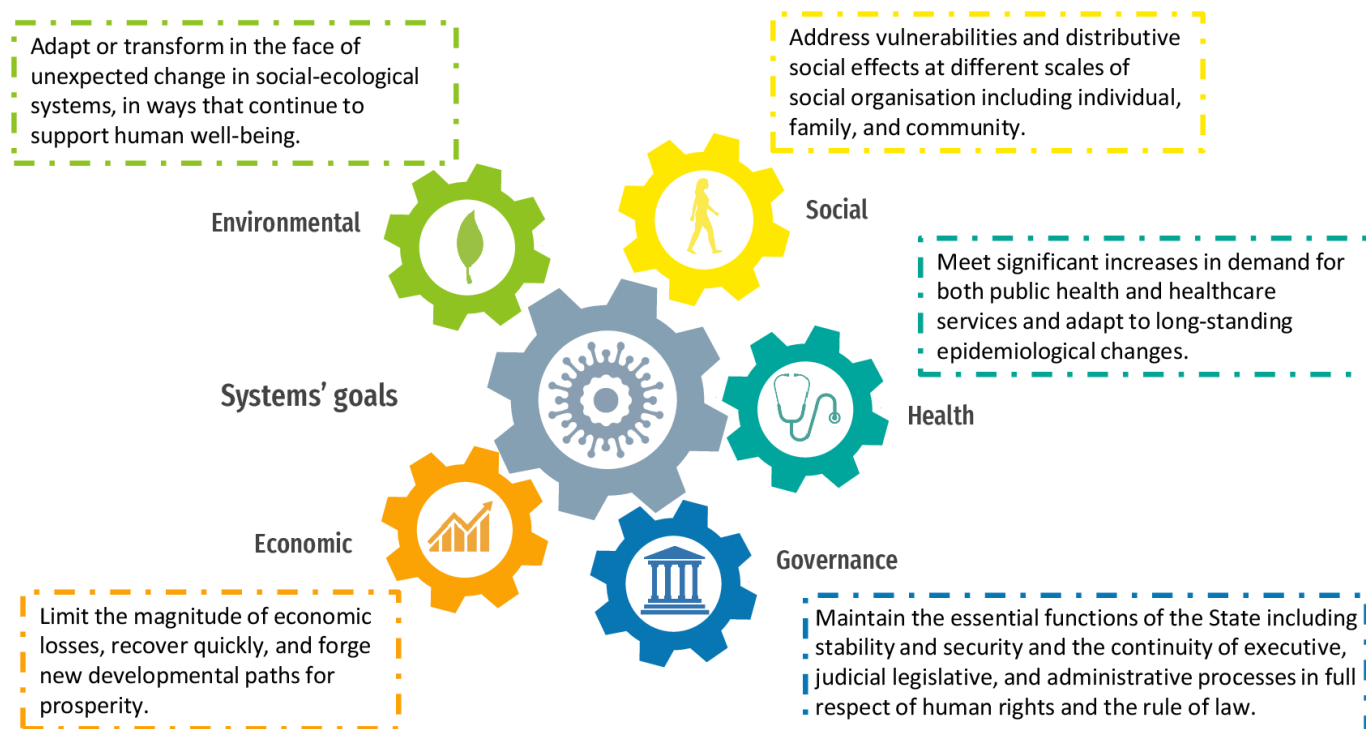 Adapt or transform in the face of
unexpected change in social-ecological
systems, in ways that continue to
support human well-being.
Address vulnerabilities and distributive
social effects at different scales of
social organisation including individual,
family, and community.
Environmental
Social
Meet significant increases in demand for
both public health and healthcare
services and adapt to long-standing
epidemiological changes.
Systems’ goals
Health
Economic
Governance
Limit the magnitude of economic
losses, recover quickly, and forge
new developmental paths for
prosperity.
Maintain the essential functions of the State including
stability and security and the continuity of executive,
judicial legislative, and administrative processes in full
respect of human rights and the rule of law.